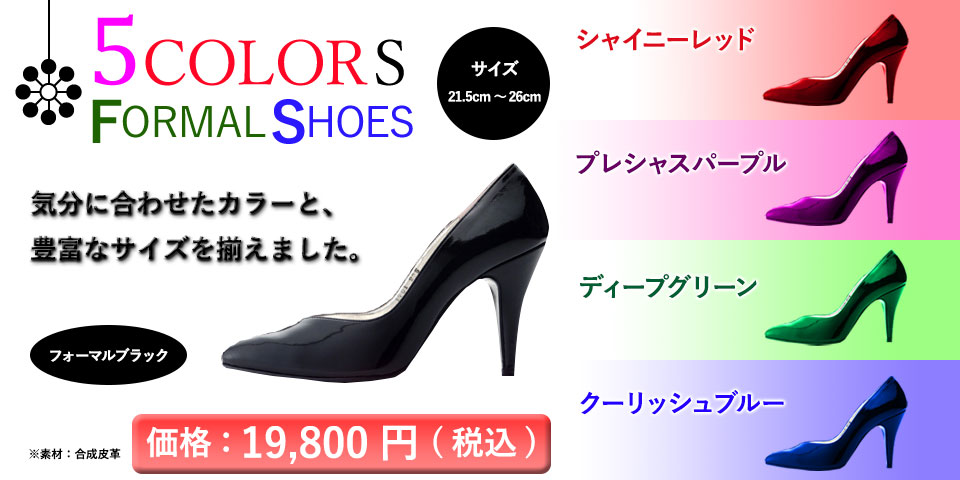 5COLORS
FORMAL SHOES
サイズ
21.5cm ～ 26cm
気分に合わせたカラーと、
豊富なサイズを揃えました。
フォーマルブラック
※素材：合成皮革
価格：19,800 円 ( 税込 )
シャイニーレッド
プレシャスパープル
ディープグリーン
クーリッシュブルー